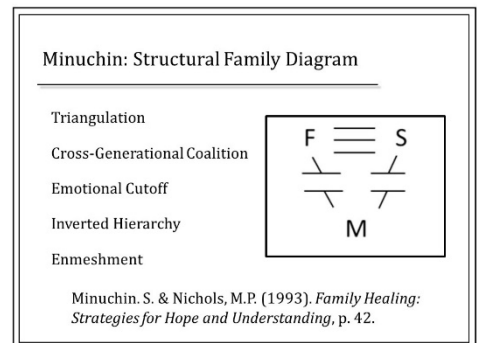 Minuchin: Structural Family Diagram
Triangulation
Cross-Generational Coalition
Emotional Cutoff
Inverted Hierarchy
Enmeshment
F S
M
Minuchin. S. & Nichols, M.P. (1993). Family Healing:
Strategies for Hope and Understanding, p. 42.